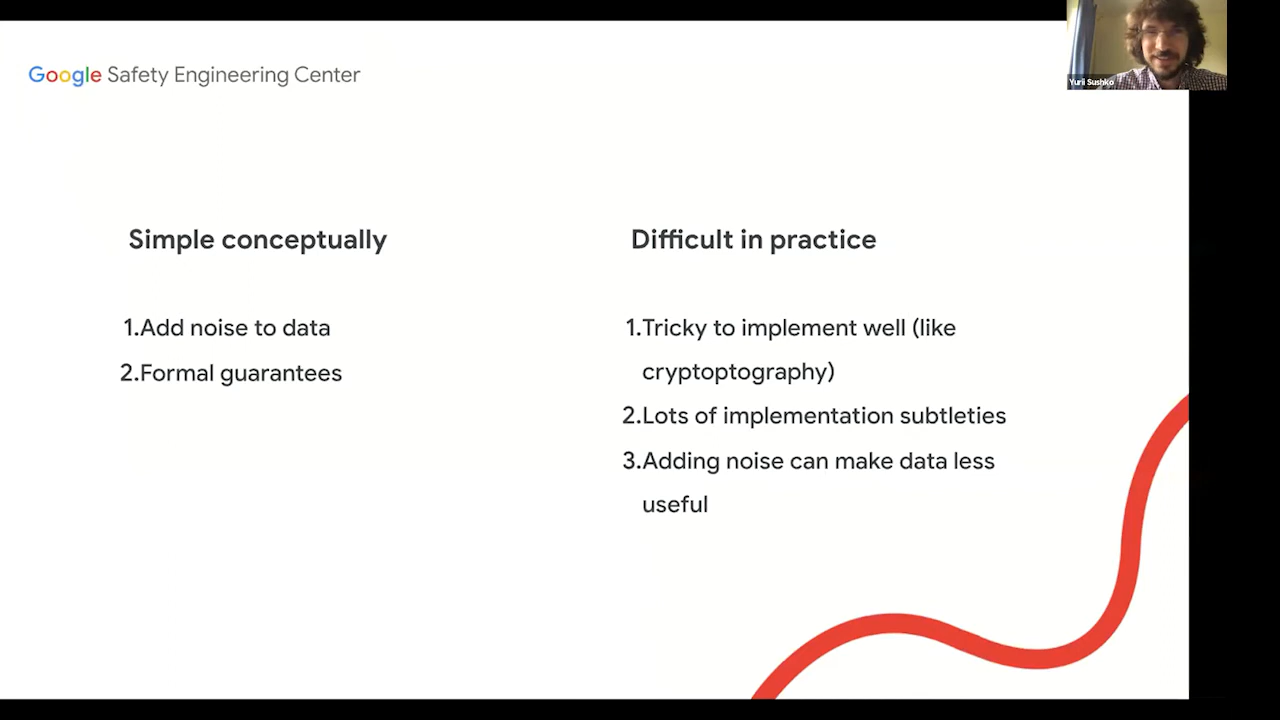 Google Safety Engineering Center
Yurii Sushko
Simple conceptually
1.Add noise to data
2.Formal guarantees
Difficult in practice
1.Tricky to implement well (like
cryptoptography)
2.Lots of implementation subtleties
3.Adding noise can make data less
useful